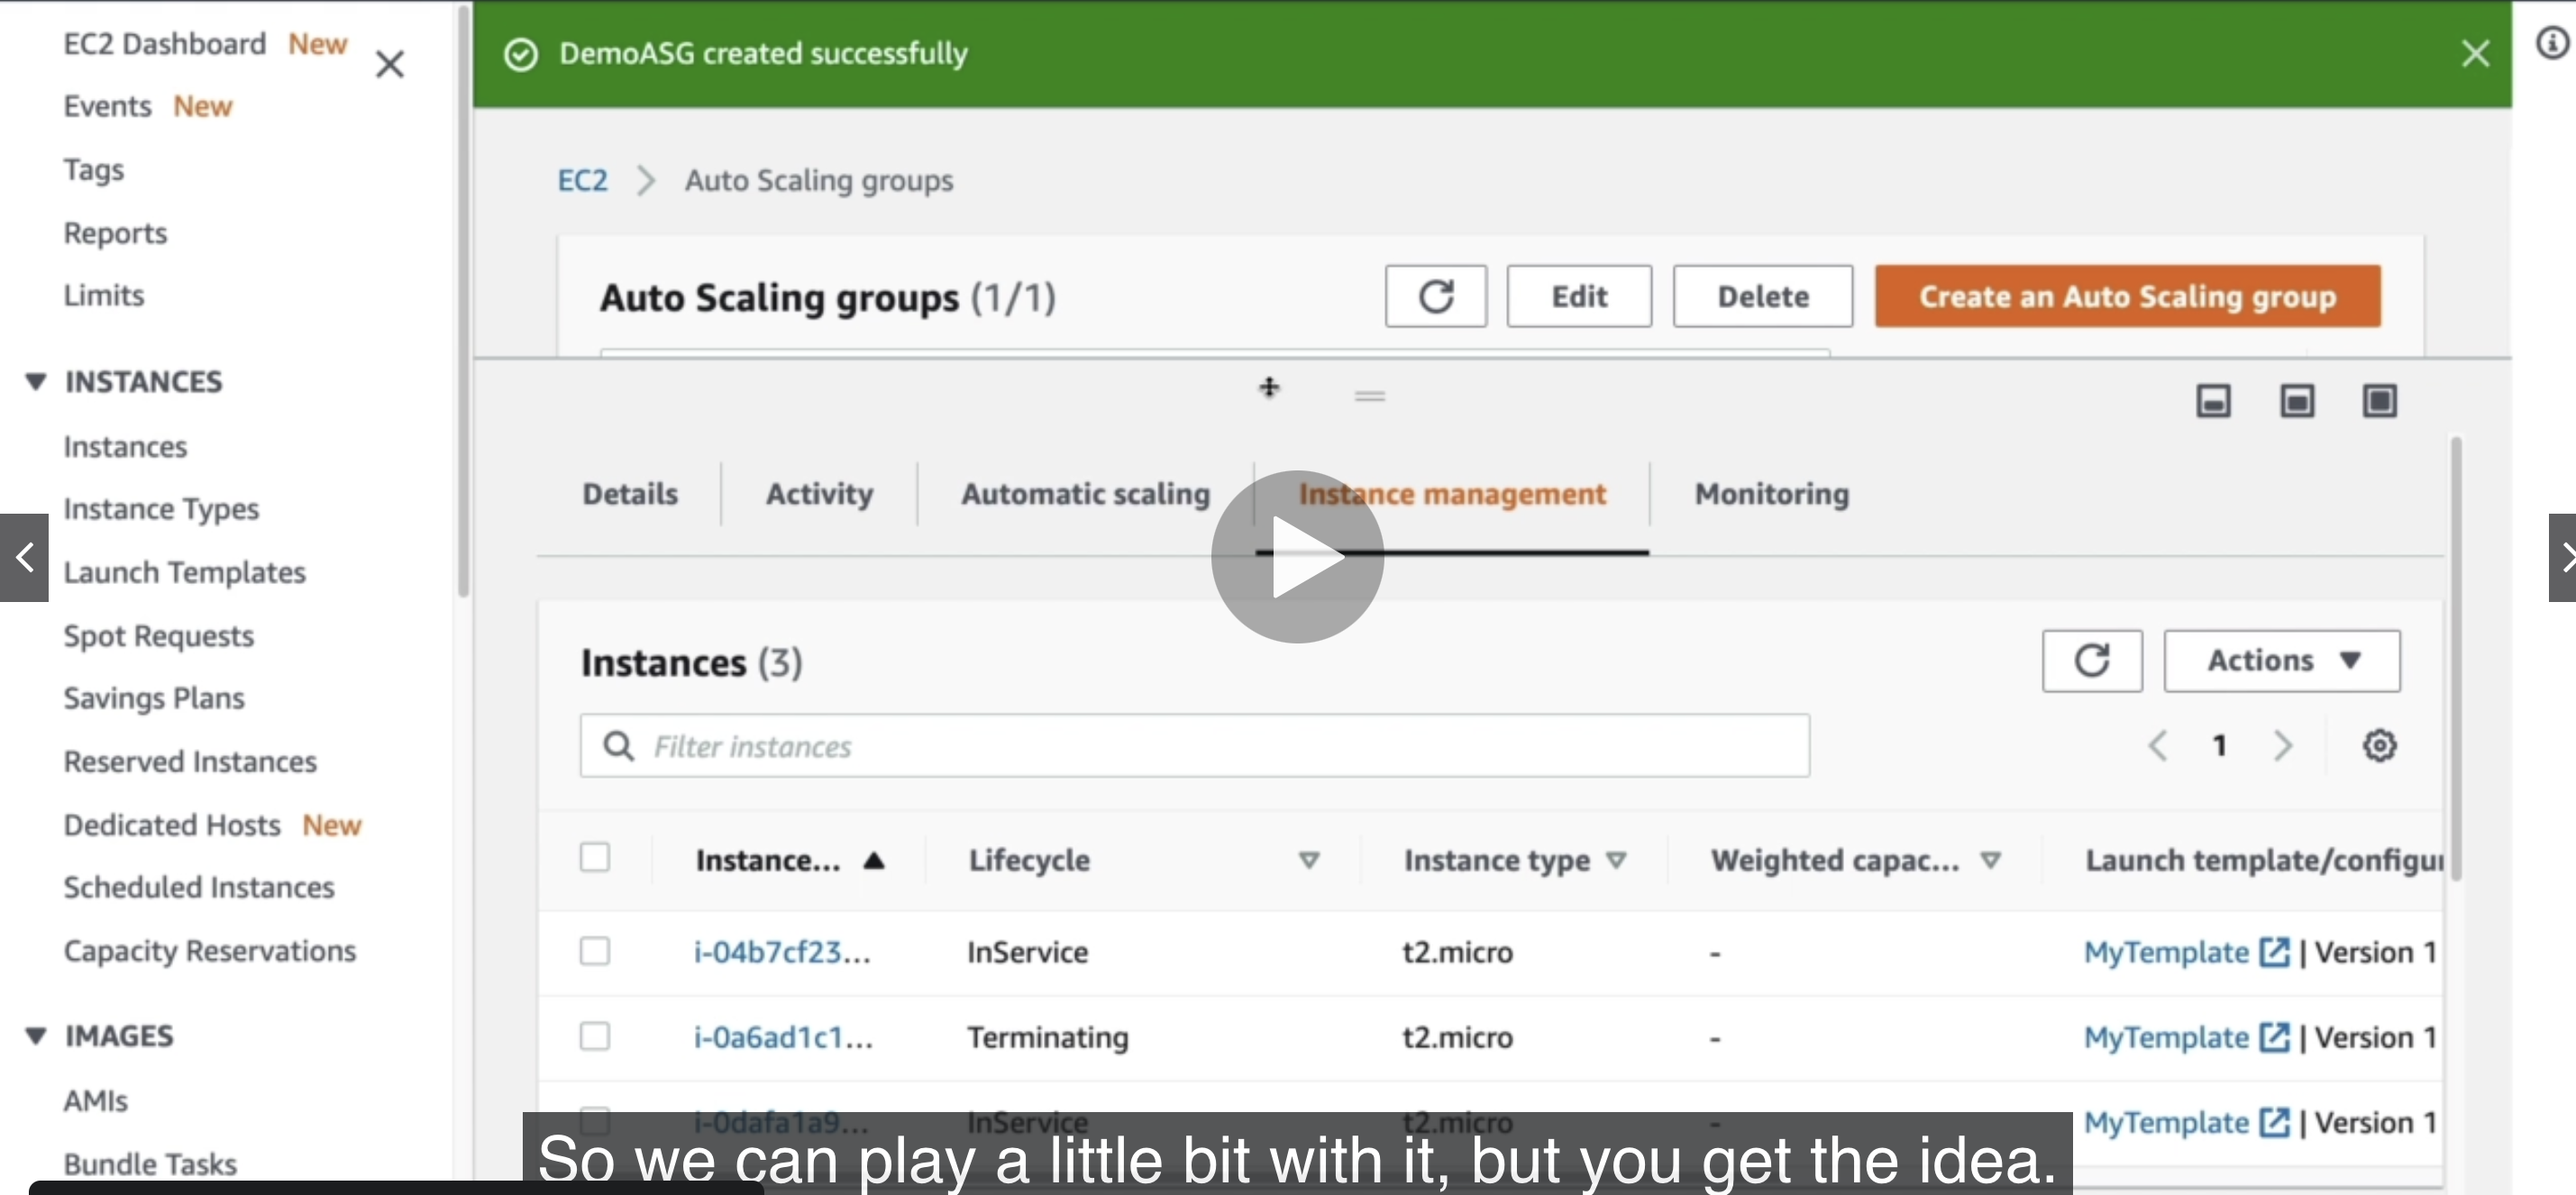 EC2 Dashboard New
Events New
Tags
Reports
Limits
INSTANCES
Instances
Instance Types
Launch Templates
Spot Requests
Savings Plans
Reserved Instances
Dedicated Hosts New
Scheduled Instances
Capacity Reservations
IMAGES
AMIs
Bundle Tasks
DemoASG created successfully
EC2 > Auto Scaling groups
Auto Scaling groups (1/1)
Edit
Delete
Create an Auto Scaling group
Details
Activity
Automatic scaling
Instance management
Monitoring
Instances (3)
Actions
Filter instances
1
Instance... Lifecycle Instance type Weighted capac... Launch template/configur
i-04b7cf23... InService t2.micro - MyTemplate | Version 1
i-0a6ad1c1... Terminating t2.micro - MyTemplate | Version 1
i-0dafa1a9... InService t2.micro - MyTemplate | Version 1
So we can play a little bit with it, but you get the idea.